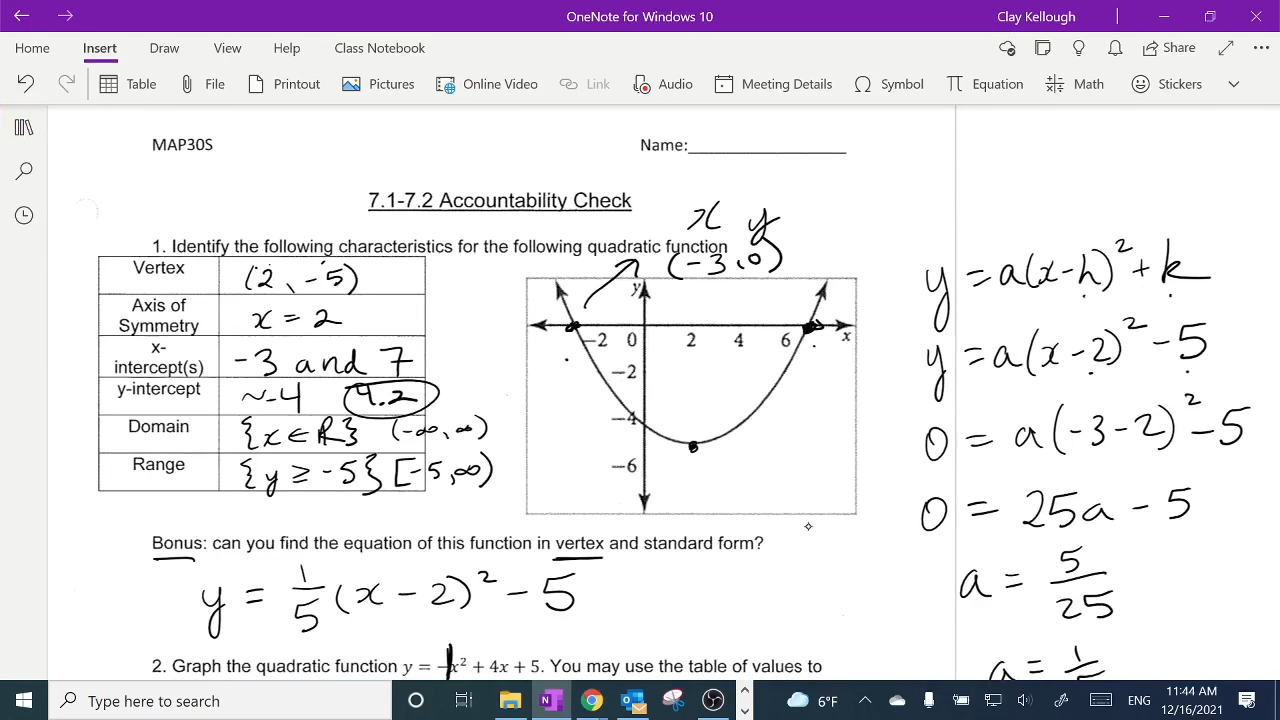 OneNote for Windows 10
Clay Kellough
Home Insert Draw View Help Class Notebook
Share
Table File Printout Pictures Online Video Link Audio Meeting Details Symbol Equation Math Stickers
MAP30S
Name:
7.1-7.2 Accountability Check
1. Identify the following characteristics for the following quadratic function
x y
(-3, 0)
Vertex (2, -5)
Axis of Symmetry x = 2
x-intercept(s) -3 and 7
y-intercept ~-4 4.2
Domain {x ∈ R} (-∞, ∞)
Range {y ≥ -5} [-5, ∞)
y
−2 0 2 4 6 x
−2
−4
−6
y = a(x-h)² + k
y = a(x-2)² - 5
0 = a(-3-2)² - 5
0 = 25a - 5
a = 5/25
Bonus: can you find the equation of this function in vertex and standard form?
y = 1/5 (x - 2)² - 5
2. Graph the quadratic function y = −x² + 4x + 5. You may use the table of values to
Type here to search
6°F
ENG
11:44 AM
12/16/2021